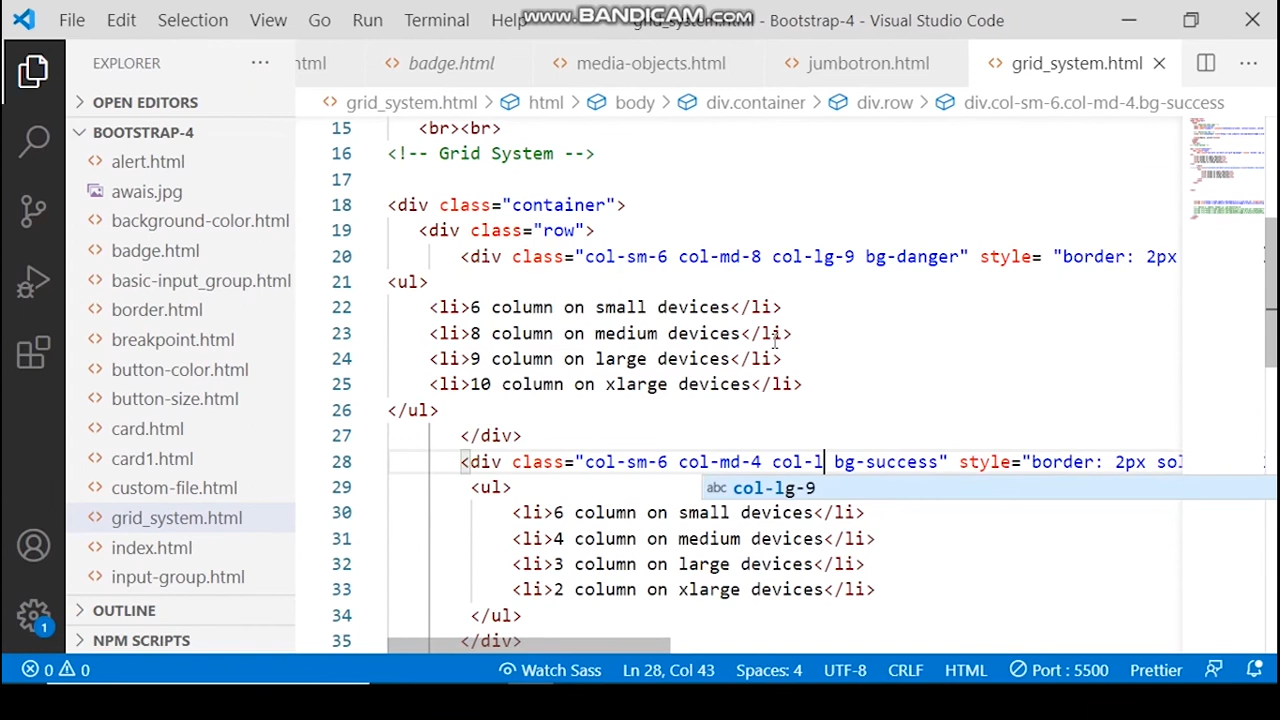 File Edit Selection View Go Run Terminal Help grid_system.html - Bootstrap-4 - Visual Studio Code
www.BANDICAM.com
EXPLORER
html badge.html media-objects.html jumbotron.html grid_system.html
OPEN EDITORS
grid_system.html html body div.container div.row div.col-sm-6.col-md-4.bg-success
BOOTSTRAP-4
alert.html
awais.jpg
background-color.html
badge.html
basic-input_group.html
border.html
breakpoint.html
button-color.html
button-size.html
card.html
card1.html
custom-file.html
grid_system.html
index.html
input-group.html
OUTLINE
NPM SCRIPTS
15 <br><br>
16 <!-- Grid System -->
17
18 <div class="container">
19 <div class="row">
20 <div class="col-sm-6 col-md-8 col-lg-9 bg-danger" style= "border: 2px
21 <ul>
22 <li>6 column on small devices</li>
23 <li>8 column on medium devices</li>
24 <li>9 column on large devices</li>
25 <li>10 column on xlarge devices</li>
26 </ul>
27 </div>
28 <div class="col-sm-6 col-md-4 col-l bg-success" style="border: 2px sol
abc col-lg-9
29 <ul>
30 <li>6 column on small devices</li>
31 <li>4 column on medium devices</li>
32 <li>3 column on large devices</li>
33 <li>2 column on xlarge devices</li>
34 </ul>
35 </div>
1
0 0 Watch Sass Ln 28, Col 43 Spaces: 4 UTF-8 CRLF HTML Port : 5500 Prettier